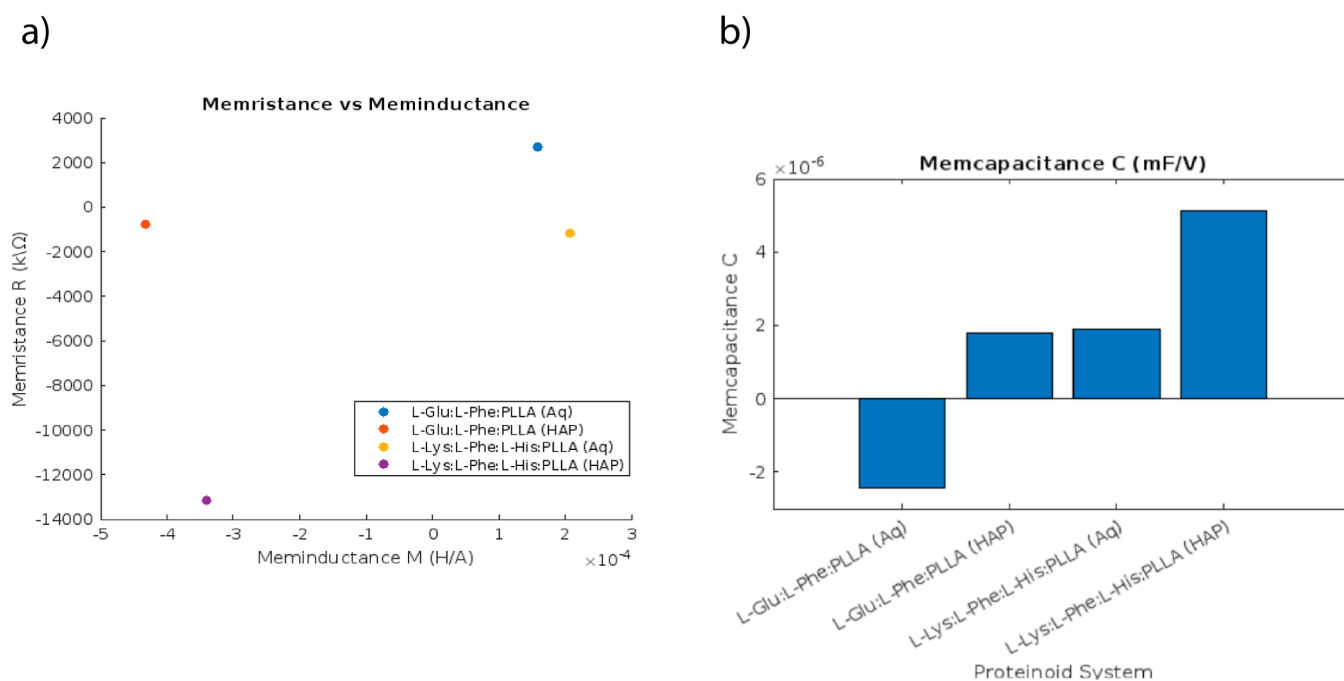 a)
Memristance vs Meminductance
4000
2000
0
-2000
-4000
-6000
-8000
-10000
-12000
-14000
Memristance R (k\Ω)
L-Glu:L-Phe:PLLA (Aq)
L-Glu:L-Phe:PLLA (HAP)
L-Lys:L-Phe:L-His:PLLA (Aq)
L-Lys:L-Phe:L-His:PLLA (HAP)
-5 -4 -3 -2 -1 0 1 2 3
Meminductance M (H/A)
×10-4
b)
×10-6
Memcapacitance C (mF/V)
6
4
2
0
-2
Memcapacitance C
L-Glu:L-Phe:PLLA (Aq)
L-Glu:L-Phe:PLLA (HAP)
L-Lys:L-Phe:L-His:PLLA (Aq)
L-Lys:L-Phe:L-His:PLLA (HAP)
Proteinoid System